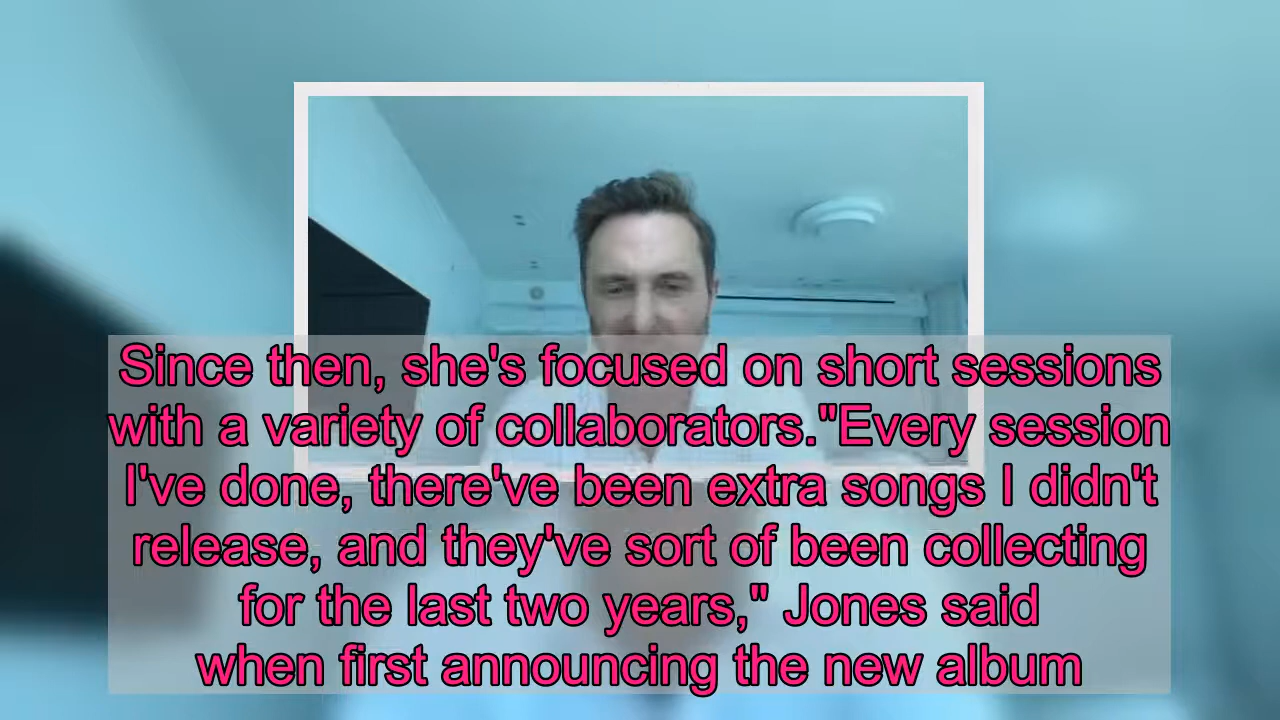 Since then, she's focused on short sessions
with a variety of collaborators."Every session
I've done, there've been extra songs I didn't
release, and they've sort of been collecting
for the last two years," Jones said
when first announcing the new album